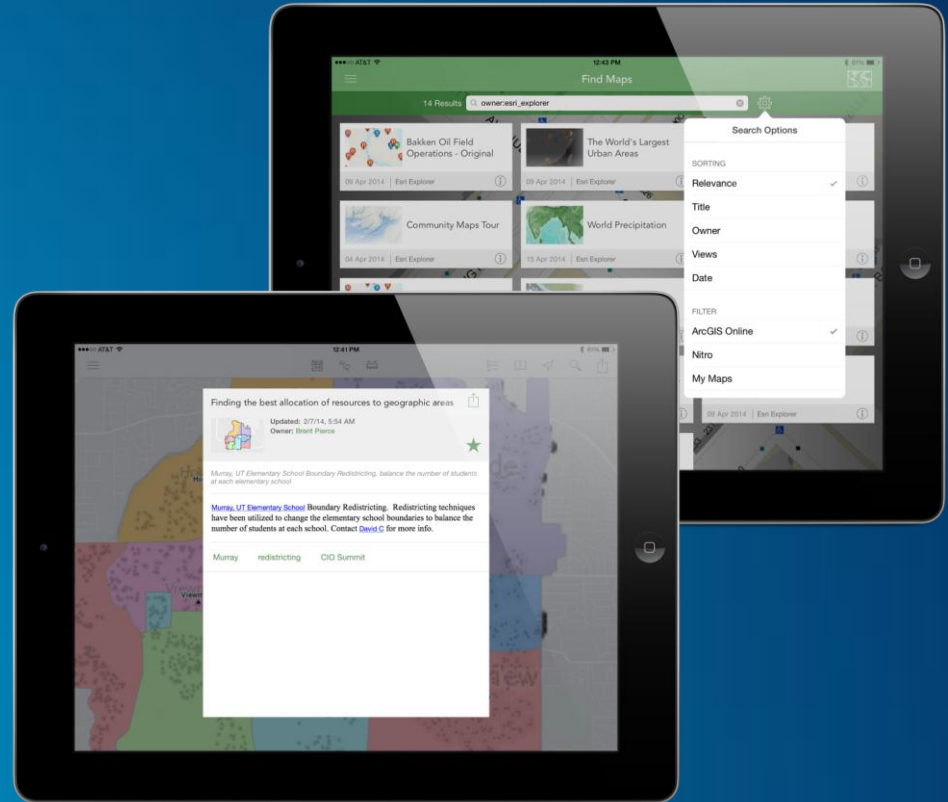 ●●●○○ AT&T 12:43 PM 81%
Find Maps
14 Results owner:esri_explorer
Search Options
Bakken Oil Field
Operations - Original
09 Apr 2014 | Esri Explorer
The World's Largest
Urban Areas
09 Apr 2014 | Esri Explorer
SORTING
Relevance
Title
Owner
Views
Date
Community Maps Tour
04 Apr 2014 | Esri Explorer
World Precipitation
15 Apr 2014 | Esri Explorer
FILTER
ArcGIS Online
Nitro
My Maps
09 Apr 2014 | Esri Explorer
●●●○○ AT&T 12:41 PM 81%
Finding the best allocation of resources to geographic areas
Updated: 2/7/14, 5:54 AM
Owner: Brent Pierce
Murray, UT Elementary School Boundary Redistricting, balance the number of students
at each elementary school
Murray, UT Elementary School Boundary Redistricting. Redistricting techniques
have been utilized to change the elementary school boundaries to balance the
number of students at each school. Contact David C for more info.
Murray redistricting CIO Summit